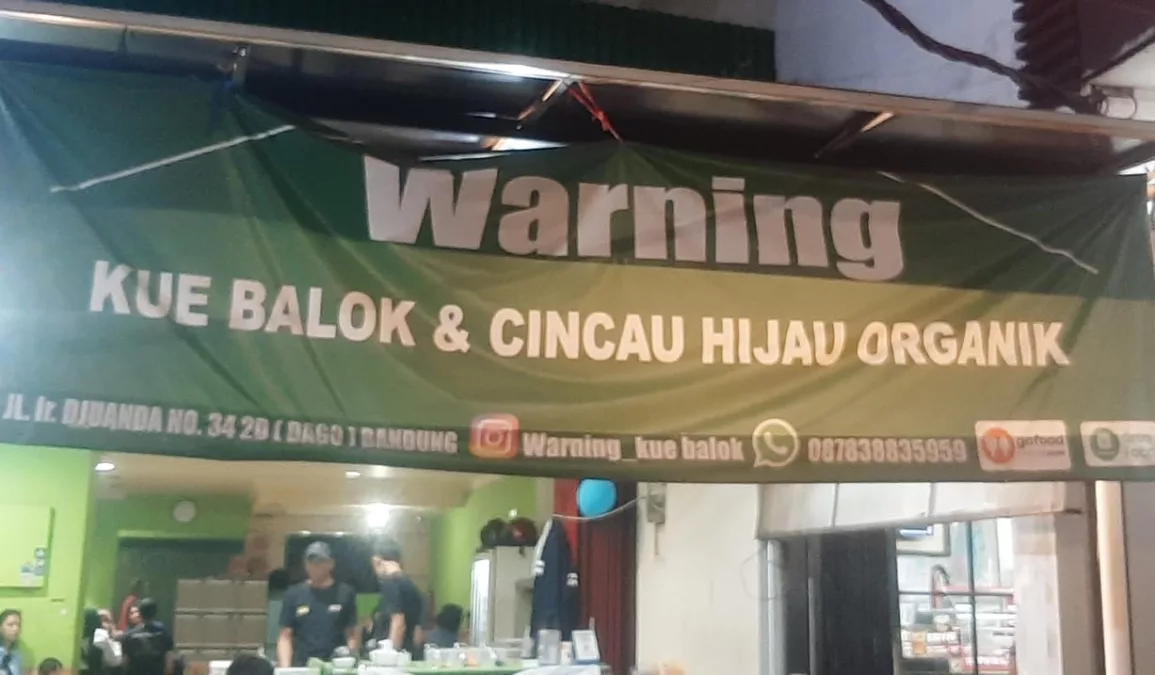 Warning
KUE BALOK & CINCAU HIJAU ORGANIK
JL. Ir. DJUANDA NO. 34 2D ( DAGO ) BANDUNG Warning_kue balok 087838835959 gofood